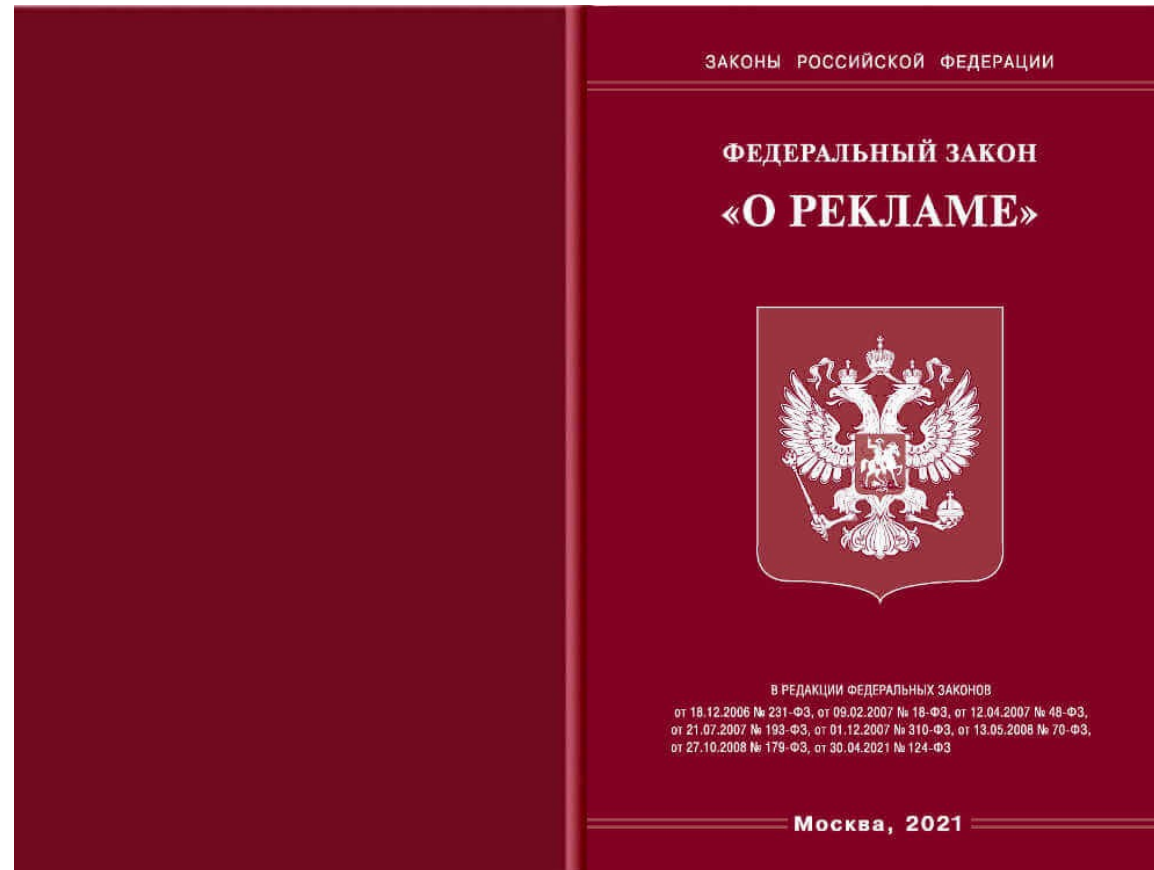 ЗАКОНЫ РОССИЙСКОЙ ФЕДЕРАЦИИ
ФЕДЕРАЛЬНЫЙ ЗАКОН
«О РЕКЛАМЕ»
В РЕДАКЦИИ ФЕДЕРАЛЬНЫХ ЗАКОНОВ
от 18.12.2006 № 231-ФЗ, от 09.02.2007 № 18-ФЗ, от 12.04.2007 № 48-ФЗ,
от 21.07.2007 № 193-ФЗ, от 01.12.2007 № 310-ФЗ, от 13.05.2008 № 70-ФЗ,
от 27.10.2008 № 179-ФЗ, от 30.04.2021 № 124-ФЗ
Москва, 2021